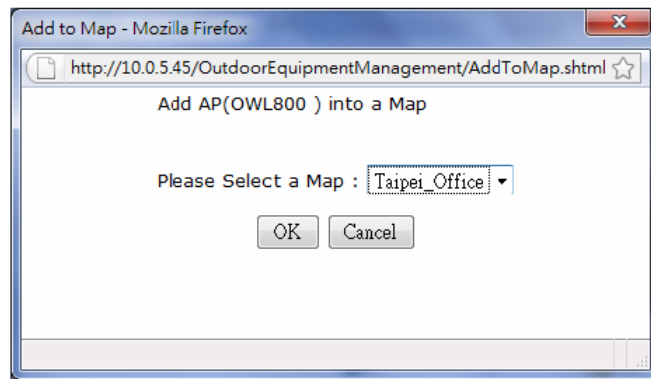 Add to Map - Mozilla Firefox
http://10.0.5.45/OutdoorEquipmentManagement/AddToMap.shtml
Add AP(OWL800 ) into a Map
Please Select a Map : Taipei_Office
OK Cancel